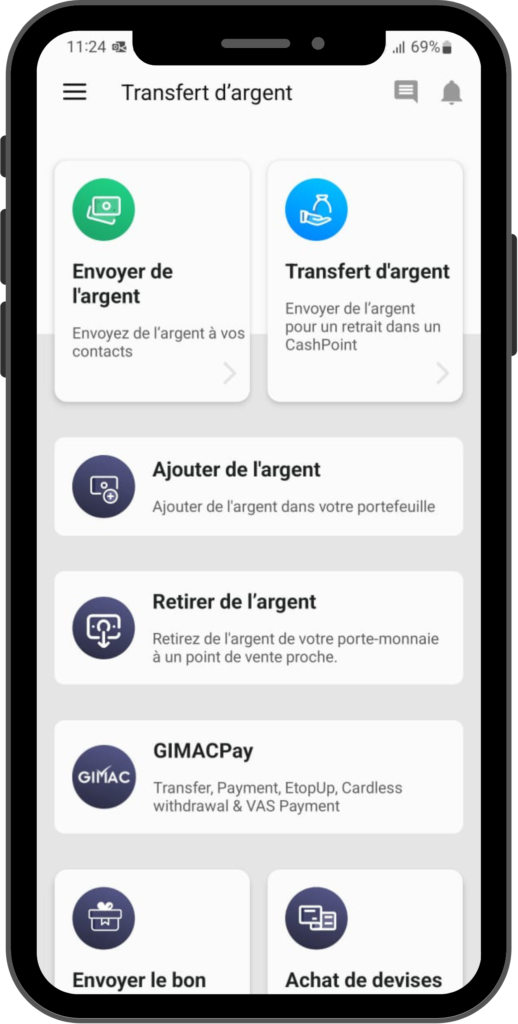 11:24
69%
Transfert d’argent
Envoyer de
l'argent
Envoyez de l’argent à vos
contacts
Transfert d'argent
Envoyer de l’argent
pour un retrait dans un
CashPoint
Ajouter de l'argent
Ajouter de l'argent dans votre portefeuille
Retirer de l’argent
Retirez de l'argent de votre porte-monnaie
à un point de vente proche.
GIMAC
GIMACPay
Transfer, Payment, EtopUp, Cardless
withdrawal & VAS Payment
Envoyer le bon
Achat de devises